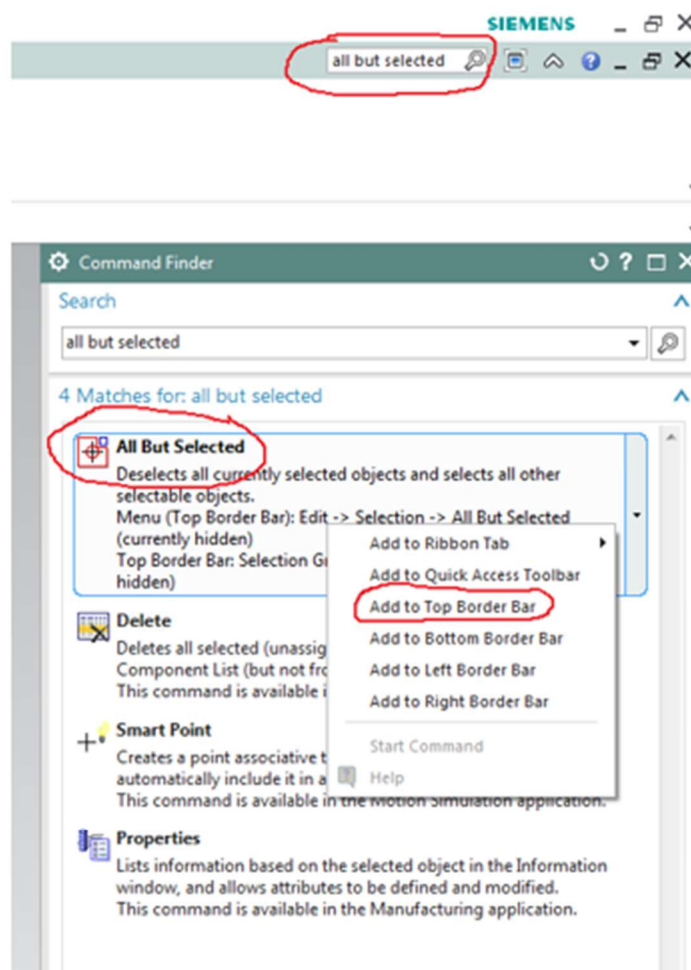 SIEMENS
all but selected
Command Finder
Search
all but selected
4 Matches for: all but selected
All But Selected
Deselects all currently selected objects and selects all other
selectable objects.
Menu (Top Border Bar): Edit -> Selection -> All But Selected
(currently hidden)
Top Border Bar: Selection
hidden)
Add to Ribbon Tab
Add to Quick Access Toolbar
Add to Top Border Bar
Add to Bottom Border Bar
Add to Left Border Bar
Add to Right Border Bar
Start Command
Help
Delete
Deletes all selected
Component List (but not
This command is available
Smart Point
Creates a point associative
automatically include it in a
This command is available in the Motion Simulation application.
Properties
Lists information based on the selected object in the Information
window, and allows attributes to be defined and modified.
This command is available in the Manufacturing application.